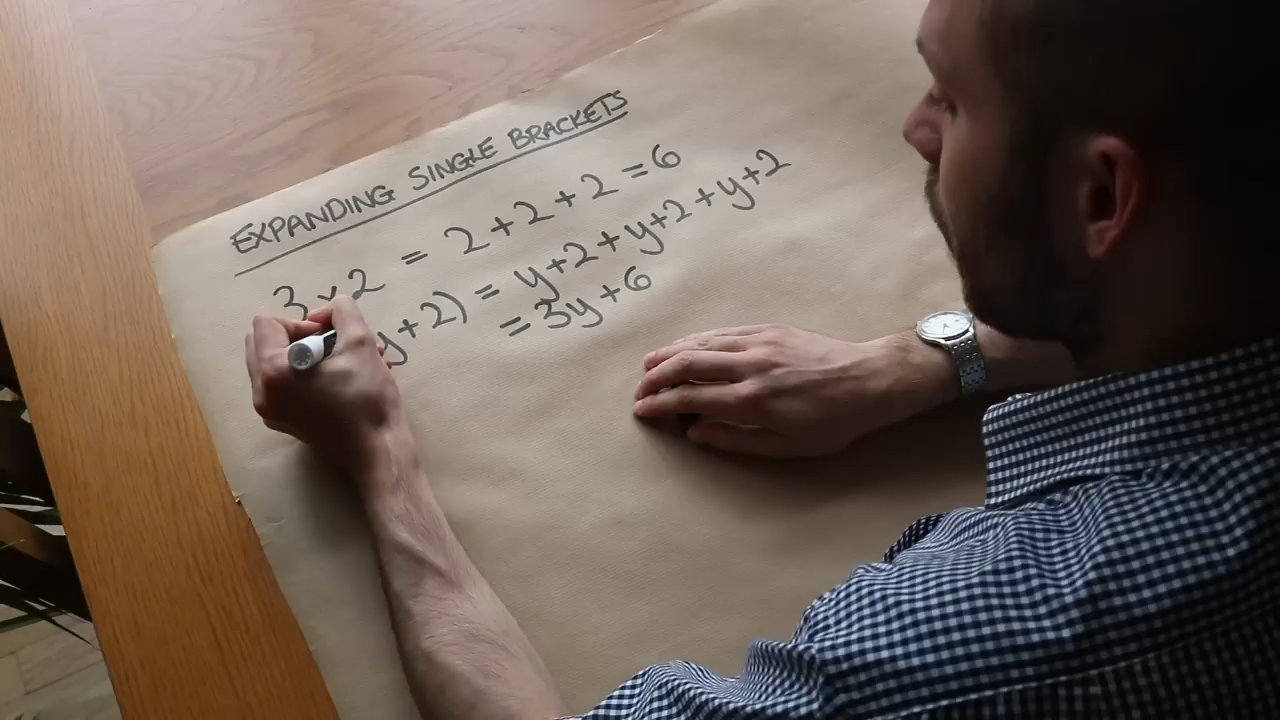 EXPANDING SINGLE BRACKETS
3 × 2 = 2 + 2 + 2 = 6
y + 2) = y + 2 + y + 2 + y + 2
= 3y + 6